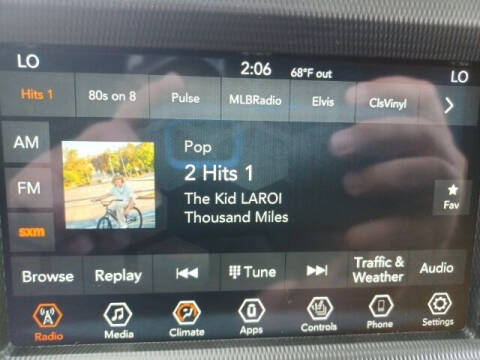 LO 2:06 68°F out LO
Hits 1 80s on 8 Pulse MLBRadio Elvis ClsVinyl
AM
FM
sxm
Pop
2 Hits 1
The Kid LAROI
Thousand Miles
Fav
Browse Replay Tune Traffic & Weather Audio
Radio Media Climate Apps Controls Phone Settings